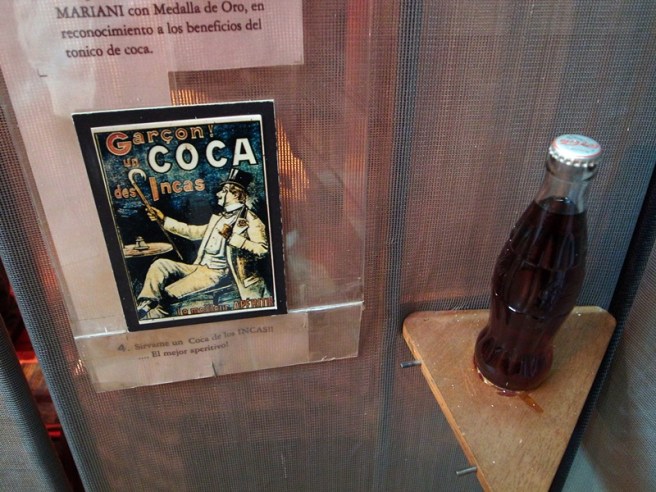 MARIANI con Medalla de Oro, en
reconocimiento a los beneficios del
tonico de coca.
Garçon!
un COCA
des Incas
4. Sirvame un Coca de los INCAS!!
.... El mejor aperitivo!